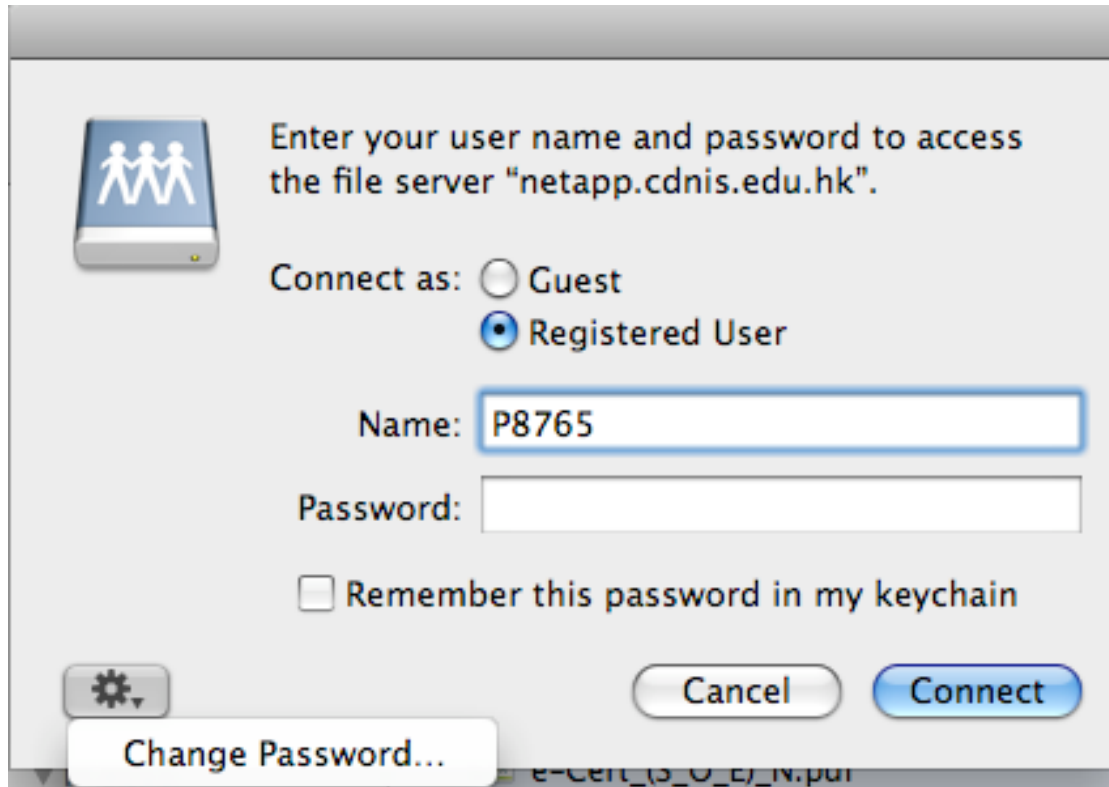 Enter your user name and password to access
the file server “netapp.cdnis.edu.hk”.
Connect as: Guest
Registered User
Name: P8765
Password:
Remember this password in my keychain
Cancel Connect
Change Password...